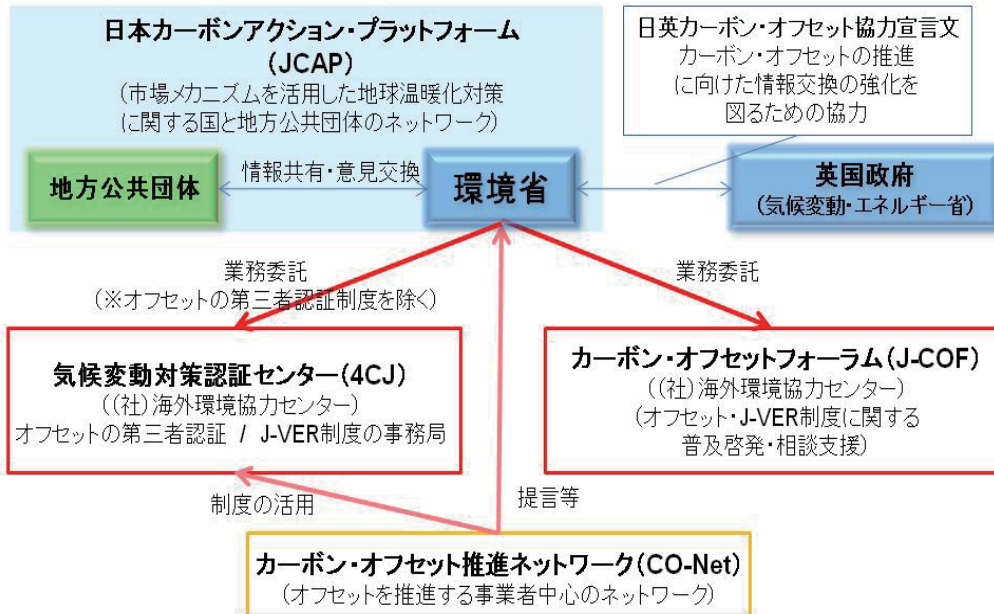 日本カーボンアクション・プラットフォーム
(JCAP)
(市場メカニズムを活用した地球温暖化対策
に関する国と地方公共団体のネットワーク)
日英カーボン・オフセット協力宣言文
カーボン・オフセットの推進
に向けた情報交換の強化を
図るための協力
地方公共団体
情報共有・意見交換
環境省
英国政府
(気候変動・エネルギー省)
業務委託
(※オフセットの第三者認証制度を除く)
業務委託
気候変動対策認証センター(4CJ)
((社)海外環境協力センター)
オフセットの第三者認証 / J-VER制度の事務局
カーボン・オフセットフォーラム(J-COF)
((社)海外環境協力センター)
(オフセット・J-VER制度に関する
普及啓発・相談支援)
制度の活用
提言等
カーボン・オフセット推進ネットワーク(CO-Net)
(オフセットを推進する事業者中心のネットワーク)